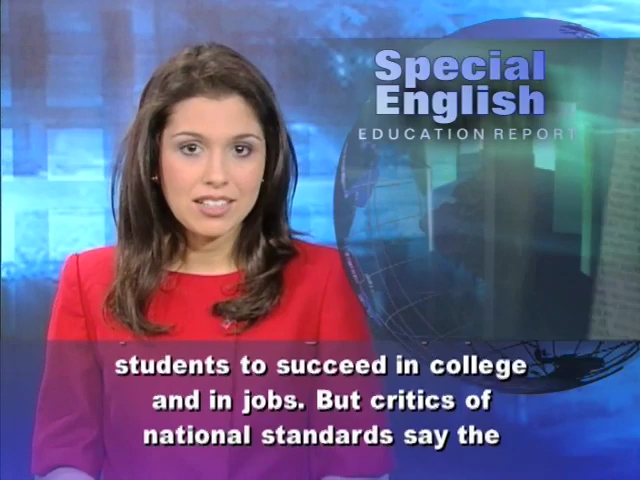 Special
English
EDUCATION REPORT
students to succeed in college
and in jobs. But critics of
national standards say the